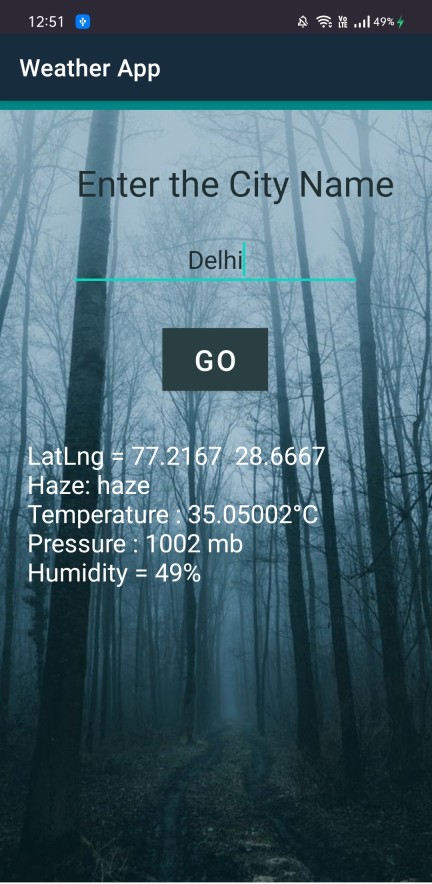 12:51 49%
Weather App
Enter the City Name
Delhi
GO
LatLng = 77.2167 28.6667
Haze: haze
Temperature : 35.05002°C
Pressure : 1002 mb
Humidity = 49%